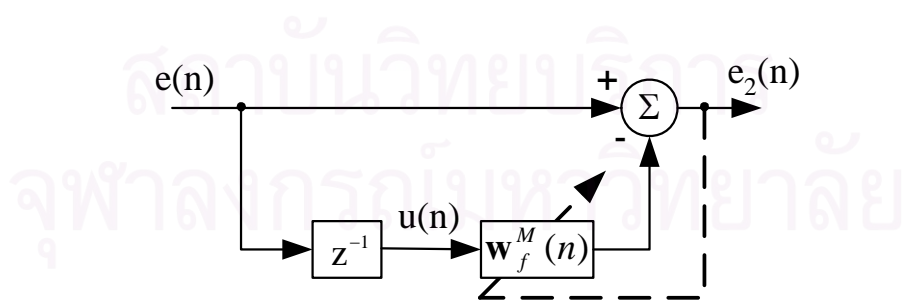 สถาบันวิทยบริการ
e(n)
+
Σ
e₂(n)
-
จุฬาลงกรณ์มหาวิทยาลัย
u(n)
z⁻¹
𝐰_f^M(n)